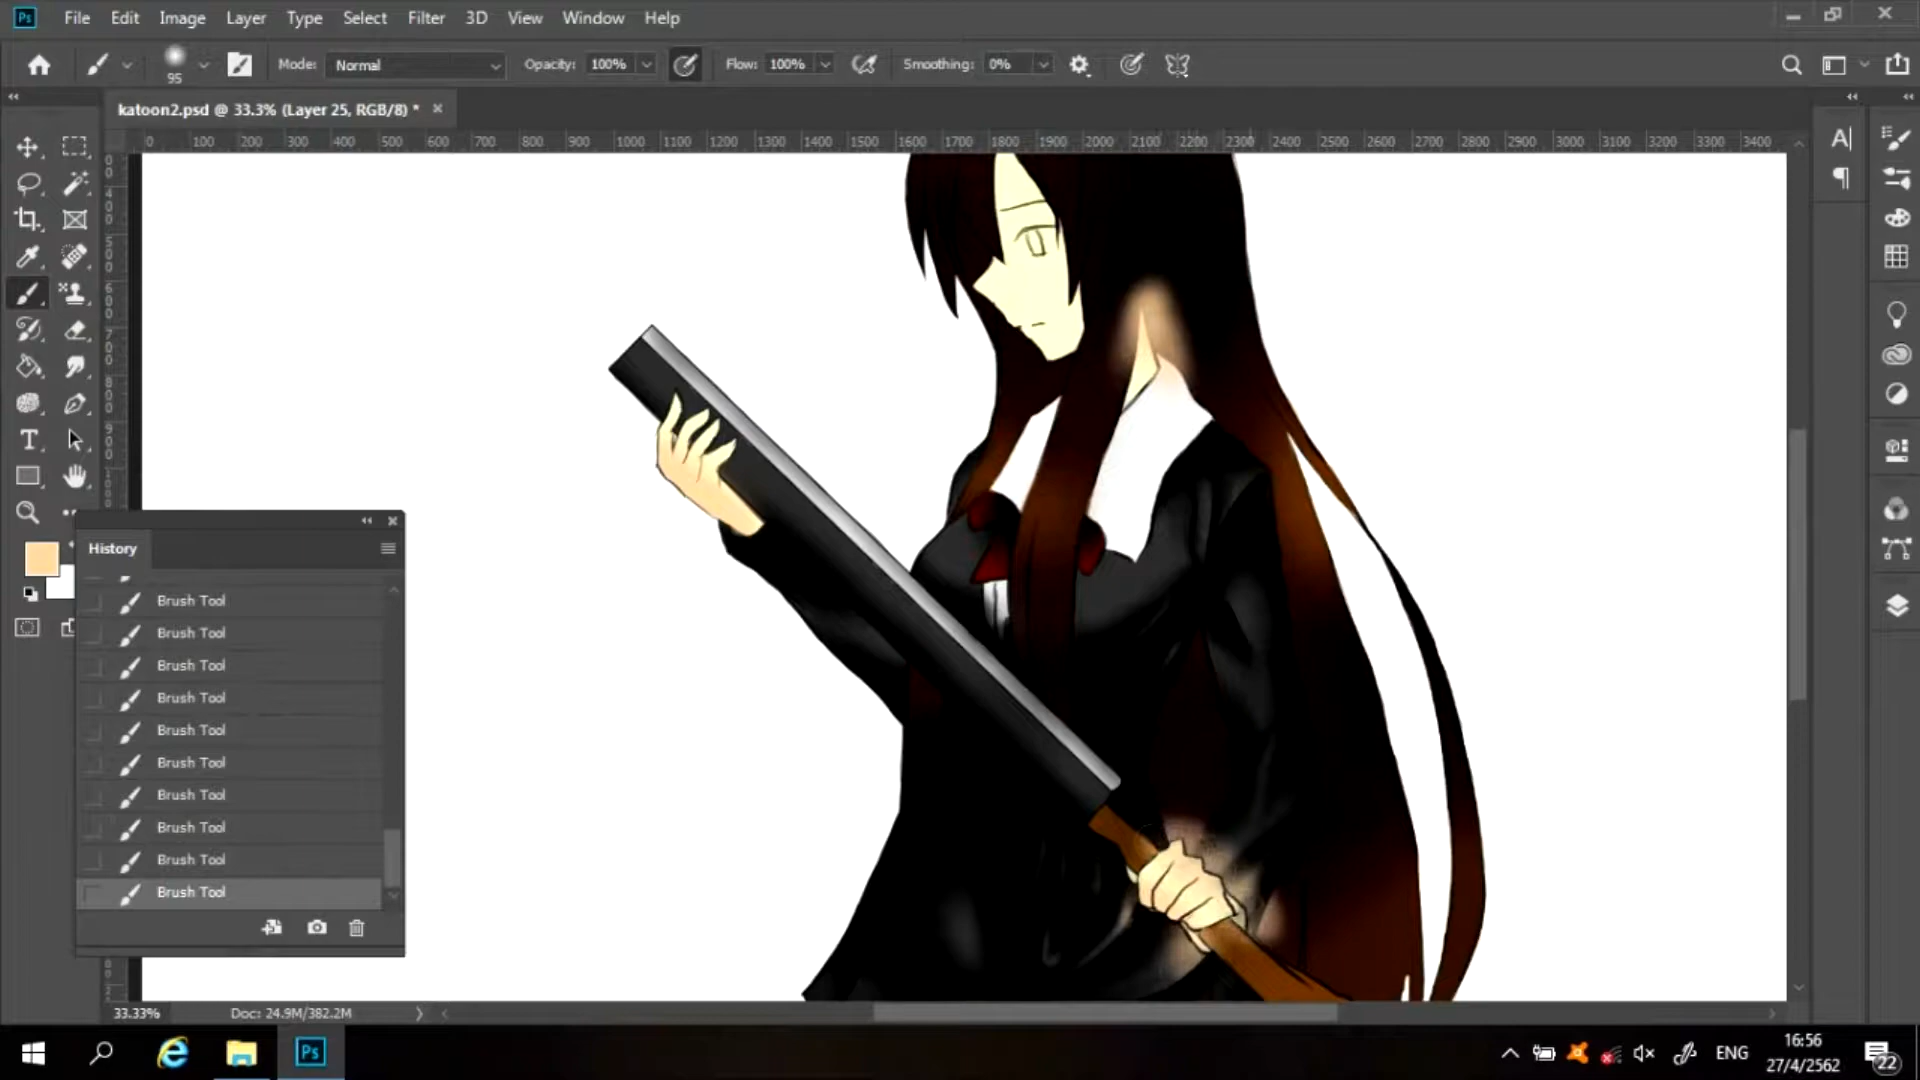 Ps File Edit Image Layer Type Select Filter 3D View Window Help
95 Mode: Normal Opacity: 100% Flow: 100% Smoothing: 0%
katoon2.psd @ 33.3% (Layer 25, RGB/8) *
0 100 200 300 400 500 600 700 800 900 1000 1100 1200 1300 1400 1500 1600 1700 1800 1900 2000 2100 2200 2300 2400 2500 2600 2700 2800 2900 3000 3100 3200 3300 3400
History
Brush Tool
Brush Tool
Brush Tool
Brush Tool
Brush Tool
Brush Tool
Brush Tool
Brush Tool
Brush Tool
Brush Tool
33.33% Doc: 24.9M/382.2M
Ps ENG 16:56
27/4/2562 22